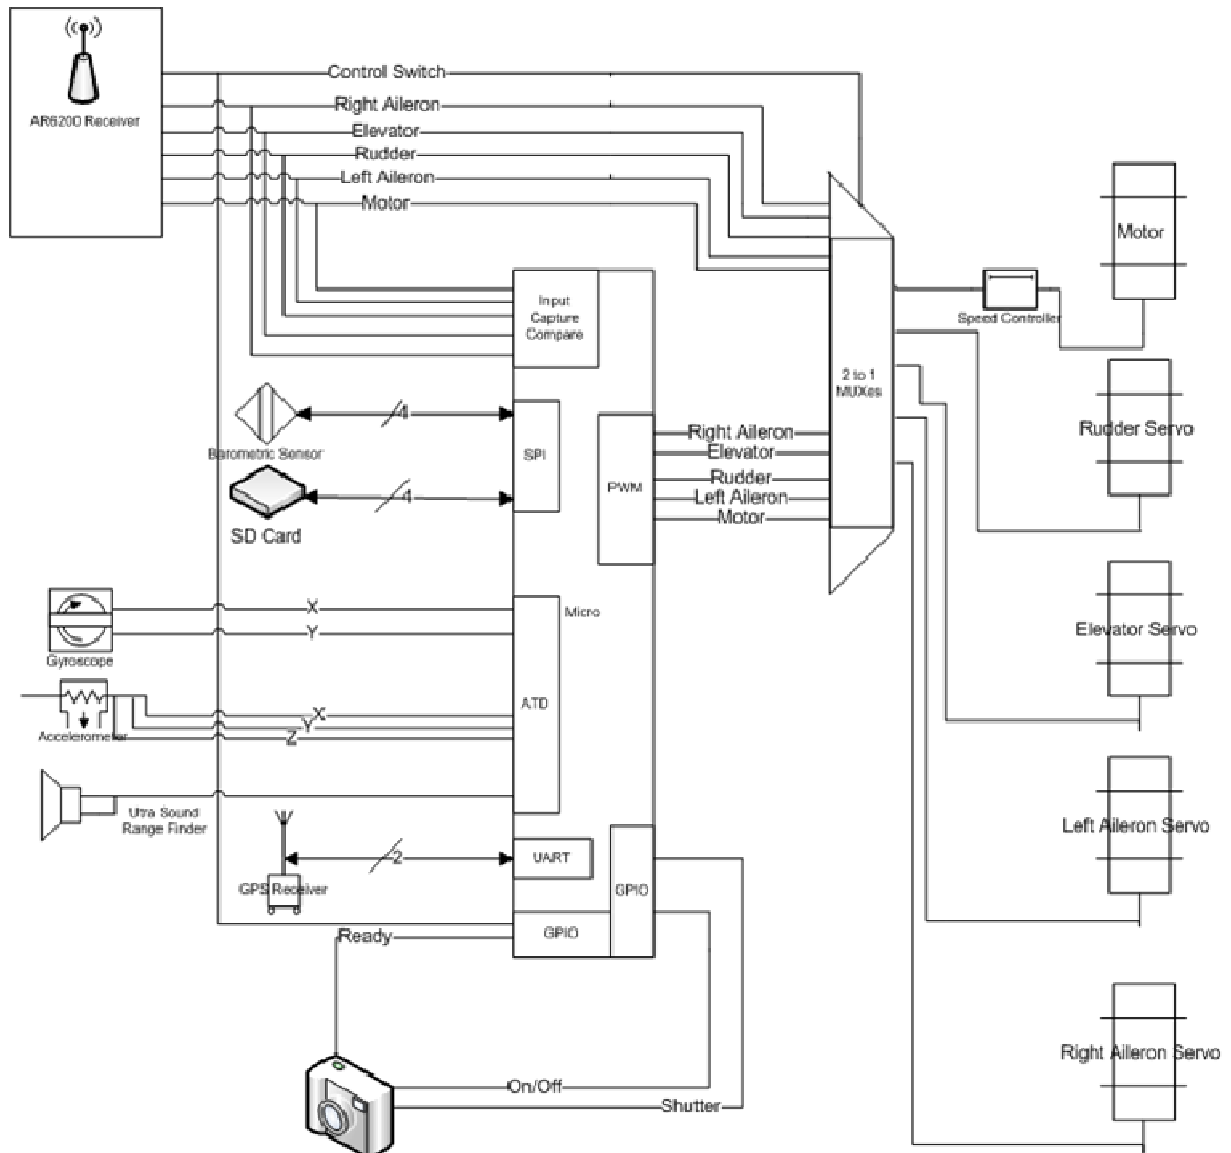 Control Switch
Right Aileron
AR6200 Receiver
Elevator
Rudder
Left Aileron
Motor
Motor
Input
Capture
Compare
Speed Controller
2 to 1
MUXes
4
Right Aileron
Rudder Servo
Barometric Sensor
SPI
Elevator
PWM
Rudder
4
Left Aileron
Motor
SD Card
X
Micro
Y
Elevator Servo
Gyroscope
ATD
X
Y
Z
Accelerometer
Utra Sound
Range Finder
Left Aileron Servo
2
UART
GPS Receiver
GPIO
GPIO
Ready
Right Aileron Servo
On/Off
Shutter